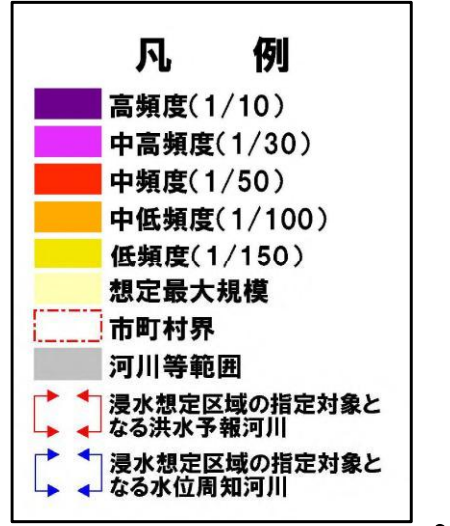 凡 例
高頻度(1/10)
中高頻度(1/30)
中頻度(1/50)
中低頻度(1/100)
低頻度(1/150)
想定最大規模
市町村界
河川等範囲
浸水想定区域の指定対象と
なる洪水予報河川
浸水想定区域の指定対象と
なる水位周知河川